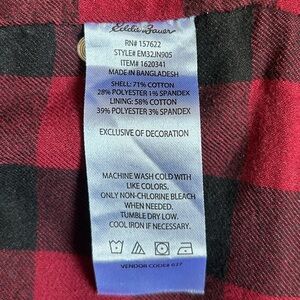 Eddie Bauer
RN# 157622
STYLE# EM32JN905
ITEM# 1620341
MADE IN BANGLADESH
SHELL: 71% COTTON
28% POLYESTER 1% SPANDEX
LINING: 58% COTTON
39% POLYESTER 3% SPANDEX
EXCLUSIVE OF DECORATION
MACHINE WASH COLD WITH
LIKE COLORS.
ONLY NON-CHLORINE BLEACH
WHEN NEEDED.
TUMBLE DRY LOW.
COOL IRON IF NECESSARY.
VENDOR CODE# 627